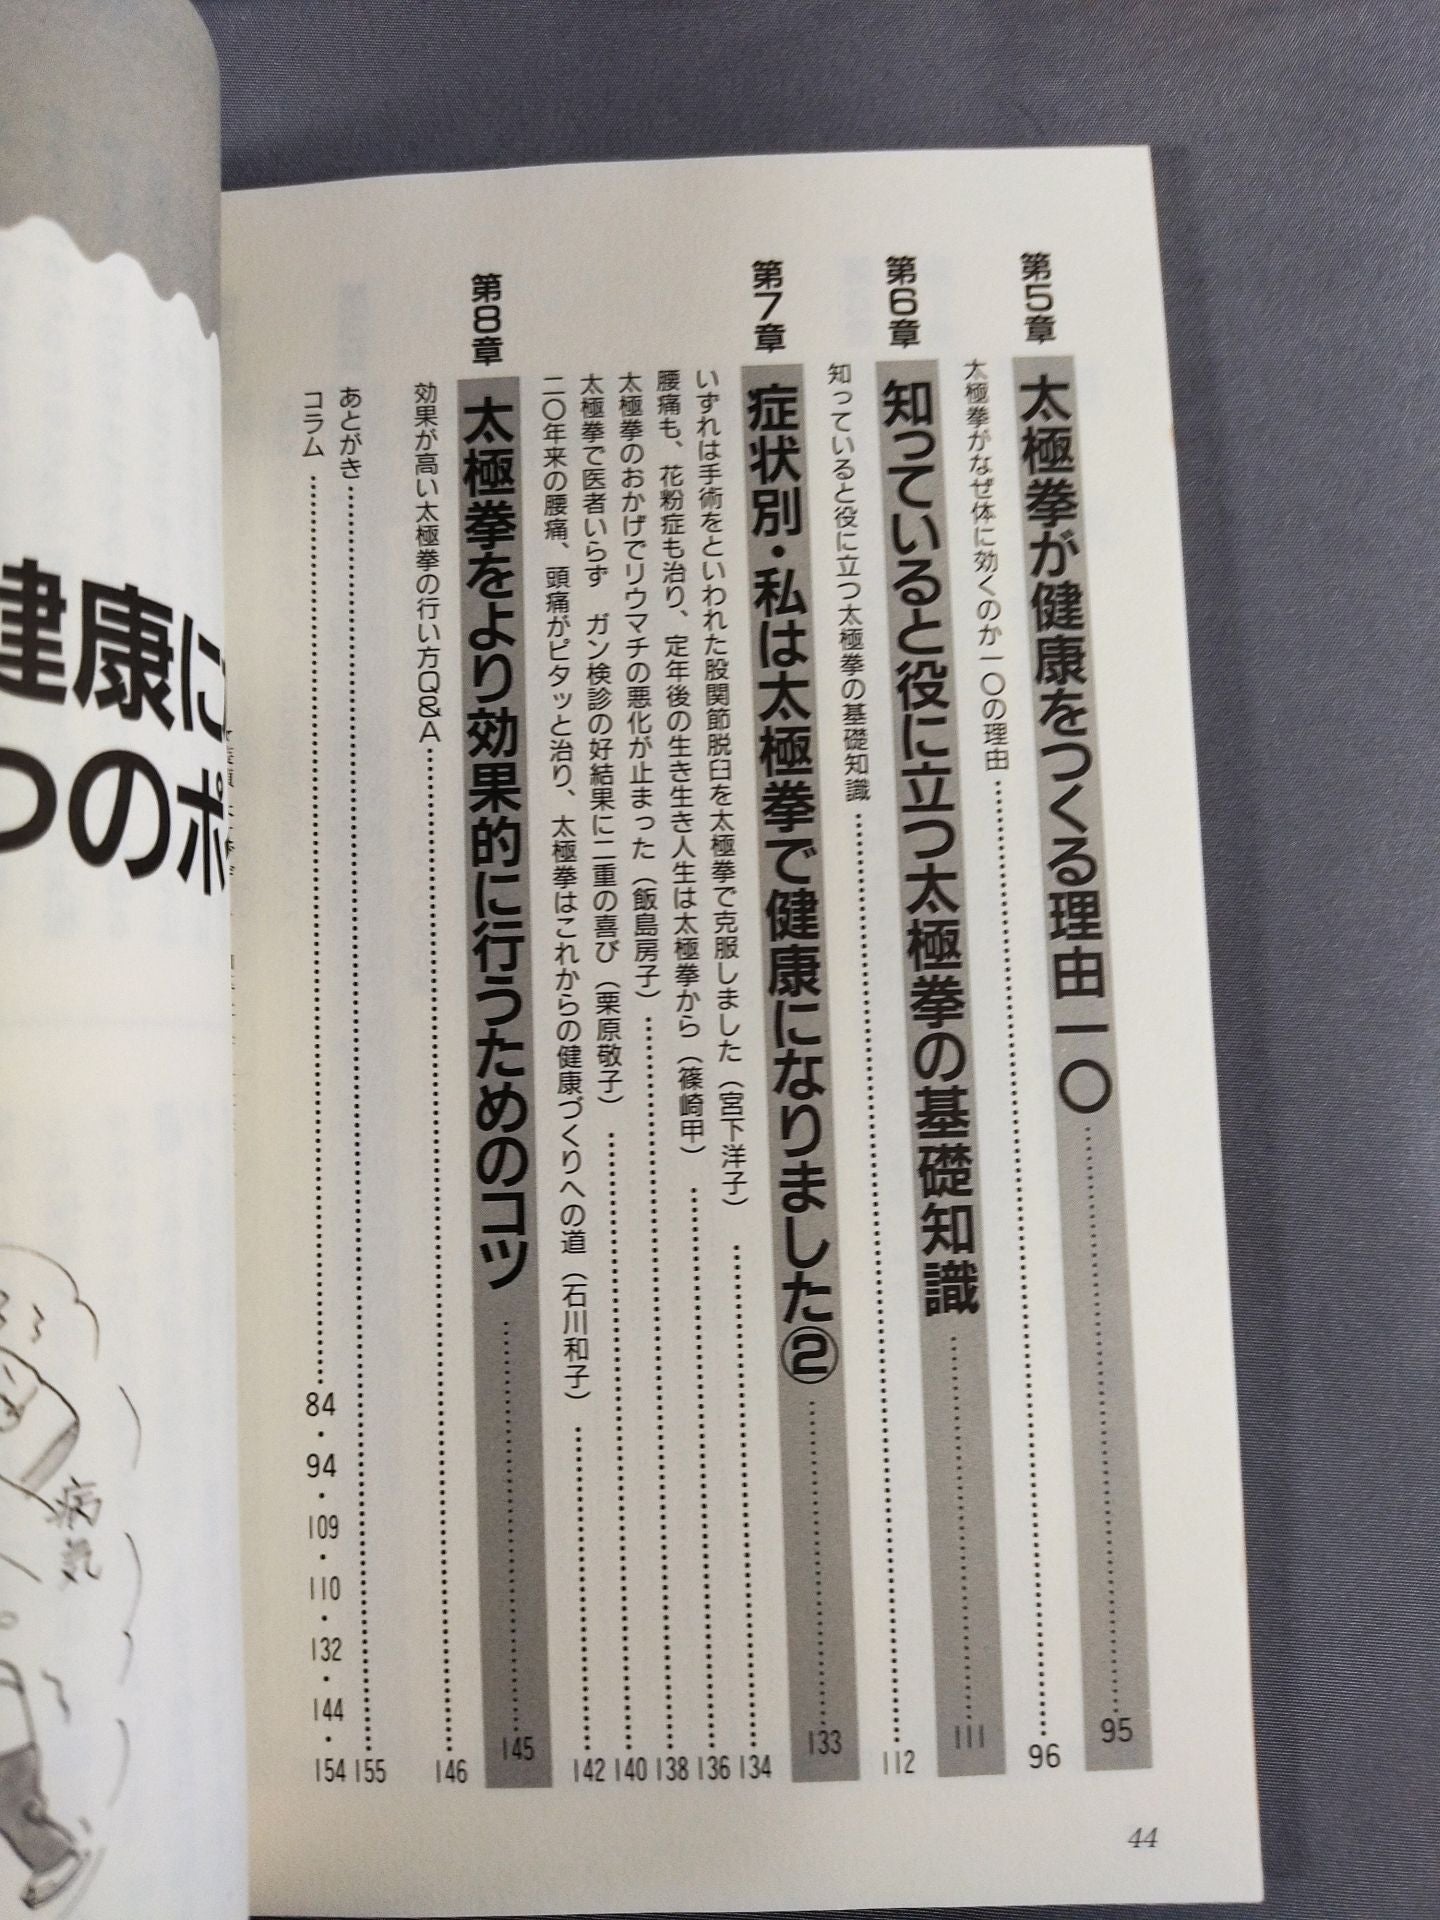 第5章 太極拳が健康をつくる理由一〇 95
太極拳がなぜ体に効くのか一〇の理由 96
第6章 知っていると役に立つ太極拳の基礎知識 111
知っていると役に立つ太極拳の基礎知識 112
第7章 症状別・私は太極拳で健康になりました② 133
いずれは手術をといわれた股関節脱臼を太極拳で克服しました（宮下洋子） 134
腰痛も、花粉症も治り、定年後の生き生き人生は太極拳から（篠崎甲） 136
太極拳のおかげでリウマチの悪化が止まった（飯島房子） 138
太極拳で医者いらず ガン検診の好結果に二重の喜び（栗原敬子） 140
二〇年来の腰痛、頭痛がピタッと治り、太極拳はこれからの健康づくりへの道（石川和子） 142
第8章 太極拳をより効果的に行うためのコツ 145
効果が高い太極拳の行い方Q&A 146
あとがき 155
コラム 84・94・109・110・132・144・154
44
健康に
つのポ
病気